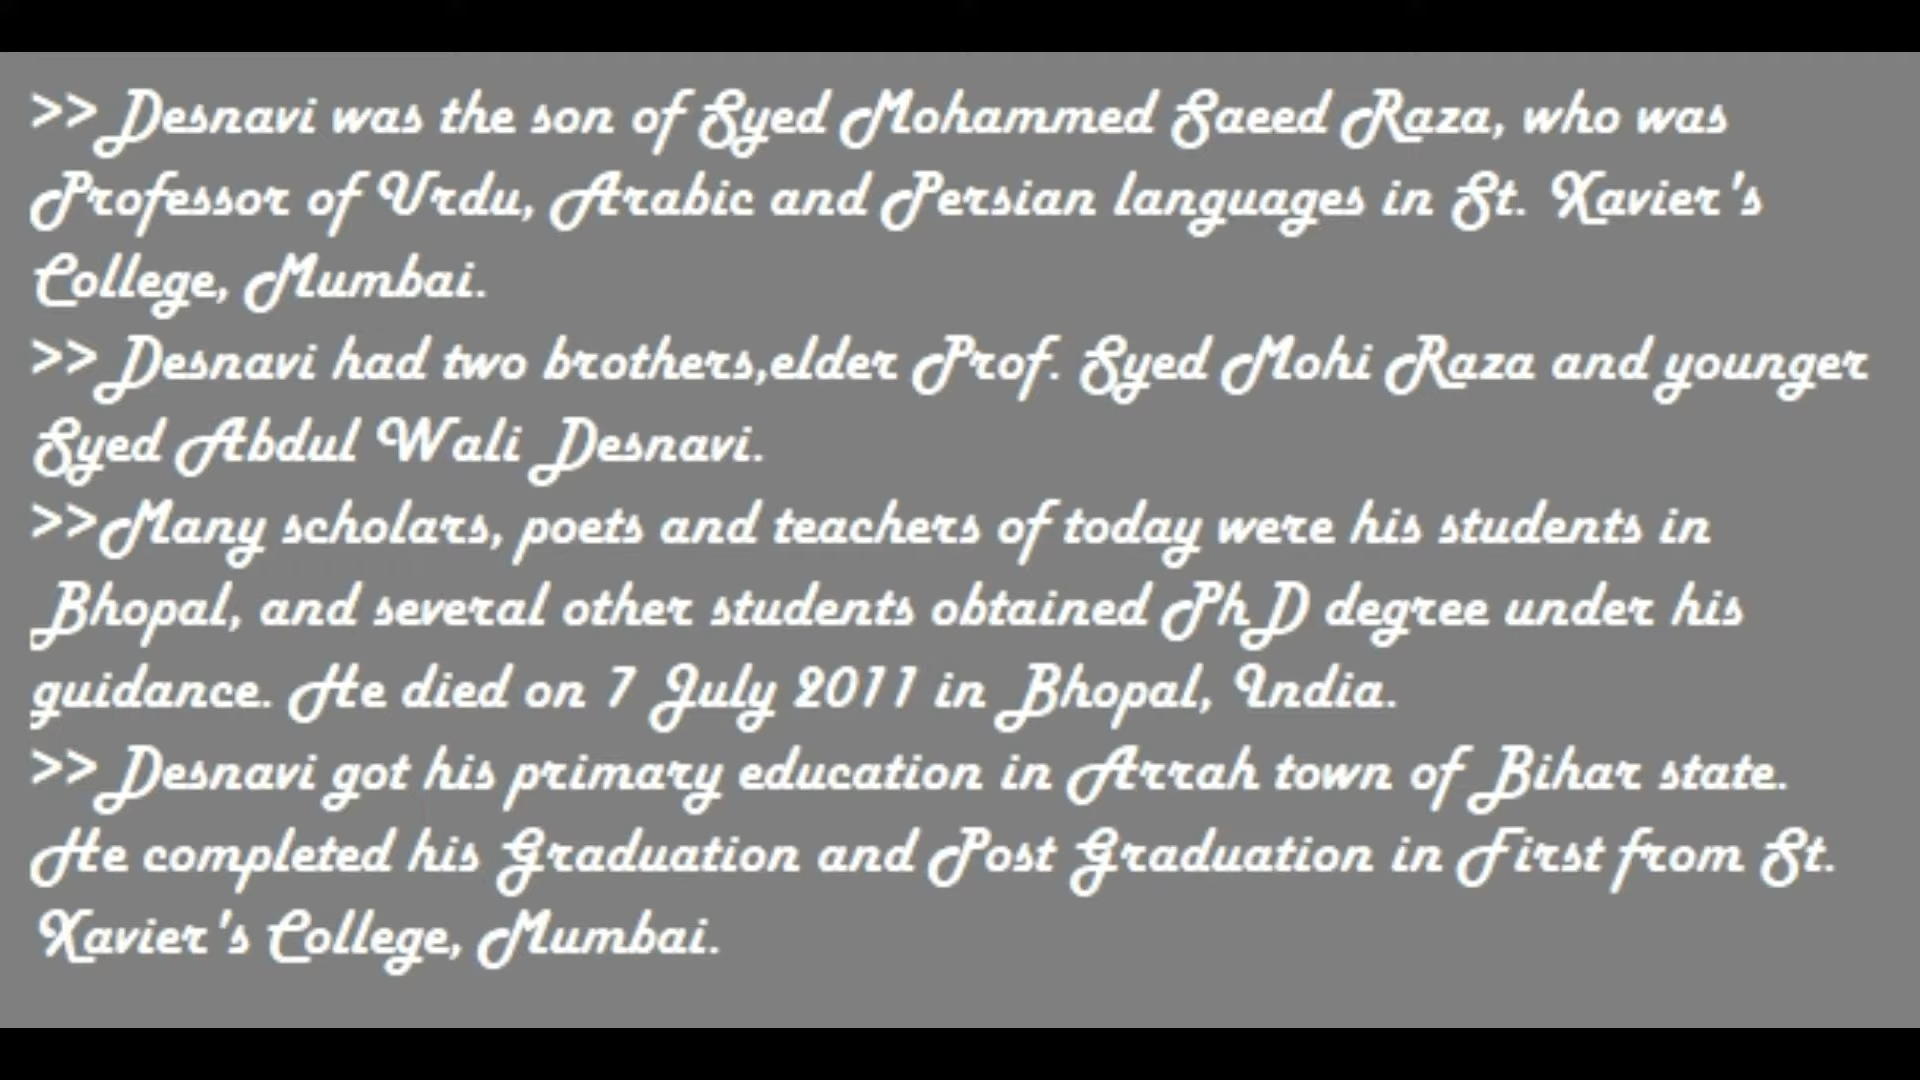 >>Desnavi was the son of Syed Mohammed Saeed Raza, who was
Professor of Urdu, Arabic and Persian languages in St. Xavier's
College, Mumbai.
>>Desnavi had two brothers,elder Prof. Syed Mohi Raza and younger
Syed Abdul Wali Desnavi.
>>Many scholars, poets and teachers of today were his students in
Bhopal, and several other students obtained PhD degree under his
guidance. He died on 7 July 2011 in Bhopal, India.
>>Desnavi got his primary education in Arrah town of Bihar state.
He completed his Graduation and Post Graduation in First from St.
Xavier's College, Mumbai.